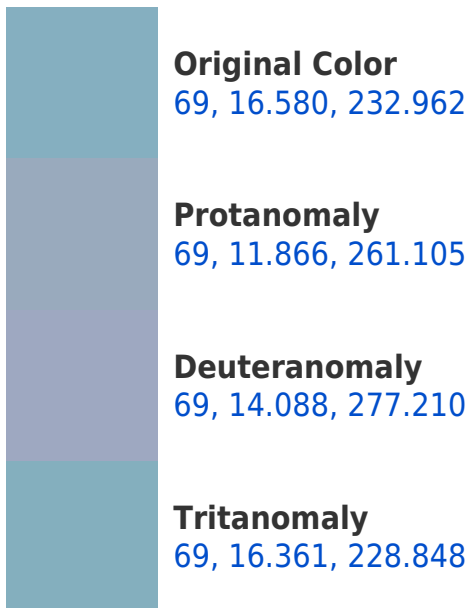 Original Color
69, 16.580, 232.962
Protanomaly
69, 11.866, 261.105
Deuteranomaly
69, 14.088, 277.210
Tritanomaly
69, 16.361, 228.848